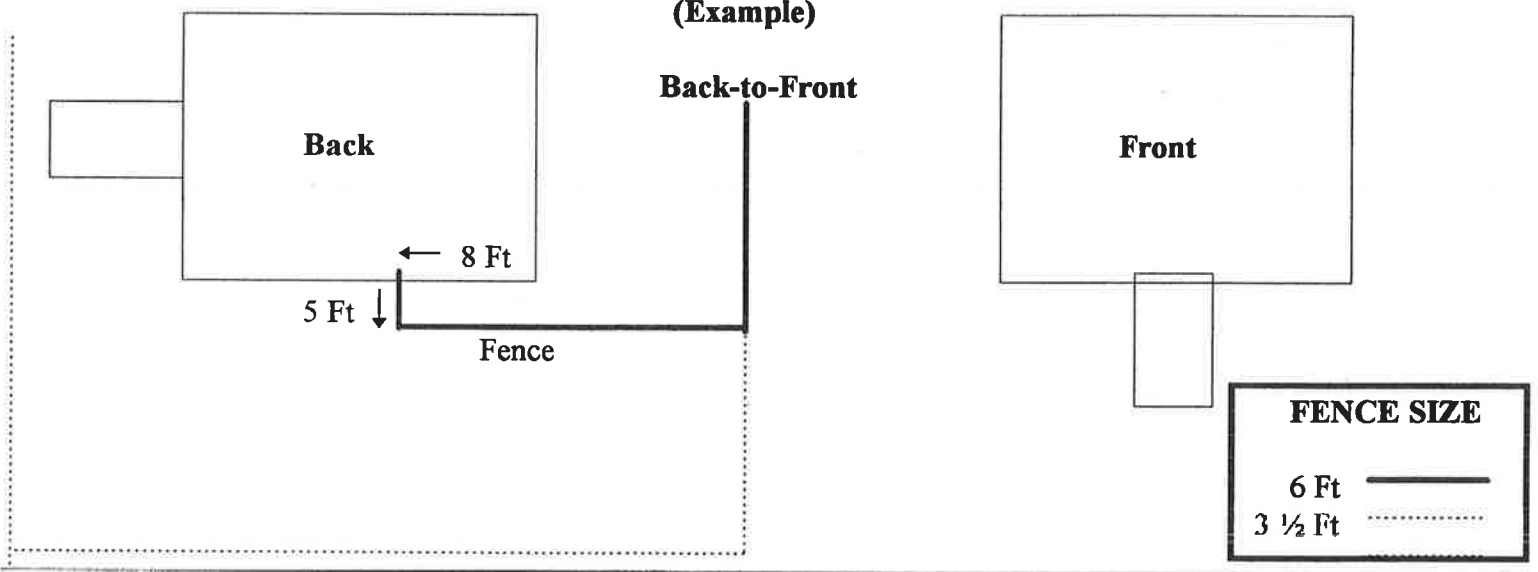 (Example)
Back-to-Front
Back
Front
← 8 Ft
5 Ft ↓
Fence
FENCE SIZE
6 Ft
3 ½ Ft